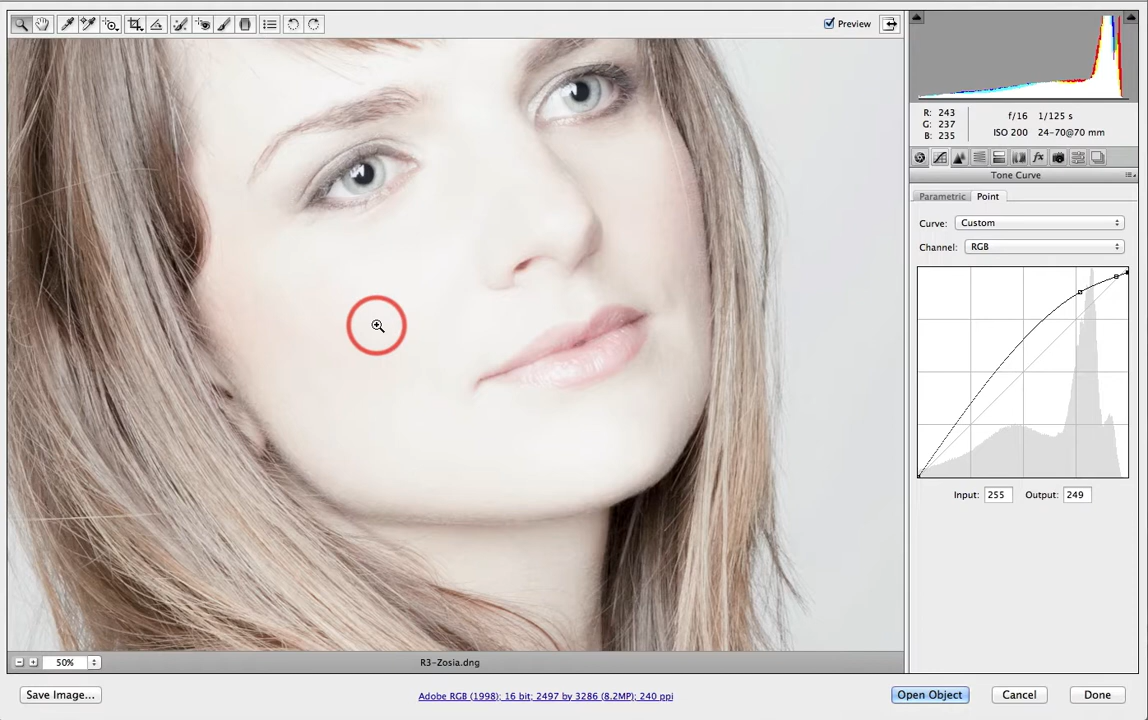 Preview
R: 243
G: 237
B: 235
f/16 1/125 s
ISO 200 24-70@70 mm
fx
Tone Curve
Parametric Point
Curve: Custom
Channel: RGB
Input: 255 Output: 249
50%
R3-Zosia.dng
Save Image...
Adobe RGB (1998); 16 bit; 2497 by 3286 (8.2MP); 240 ppi
Open Object
Cancel
Done